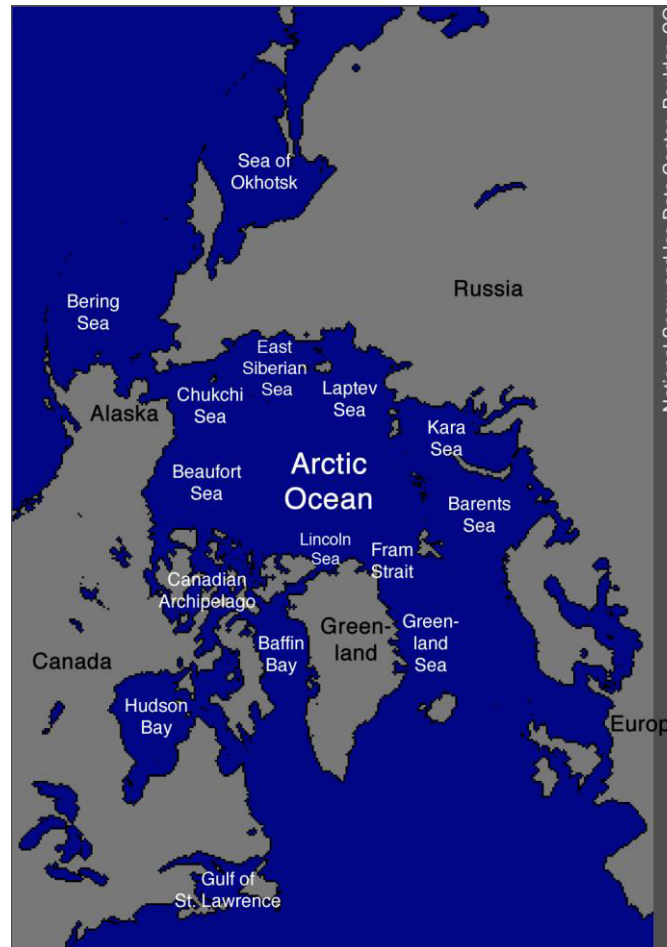 Sea of
Okhotsk
Russia
Bering
Sea
East
Siberian
Sea
Laptev
Sea
Chukchi
Sea
Alaska
Kara
Sea
Arctic
Ocean
Beaufort
Sea
Barents
Sea
Lincoln
Sea
Fram
Strait
Canadian
Archipelago
Green-
land
Green-
land
Sea
Baffin
Bay
Canada
Hudson
Bay
Europ
Gulf of
St. Lawrence